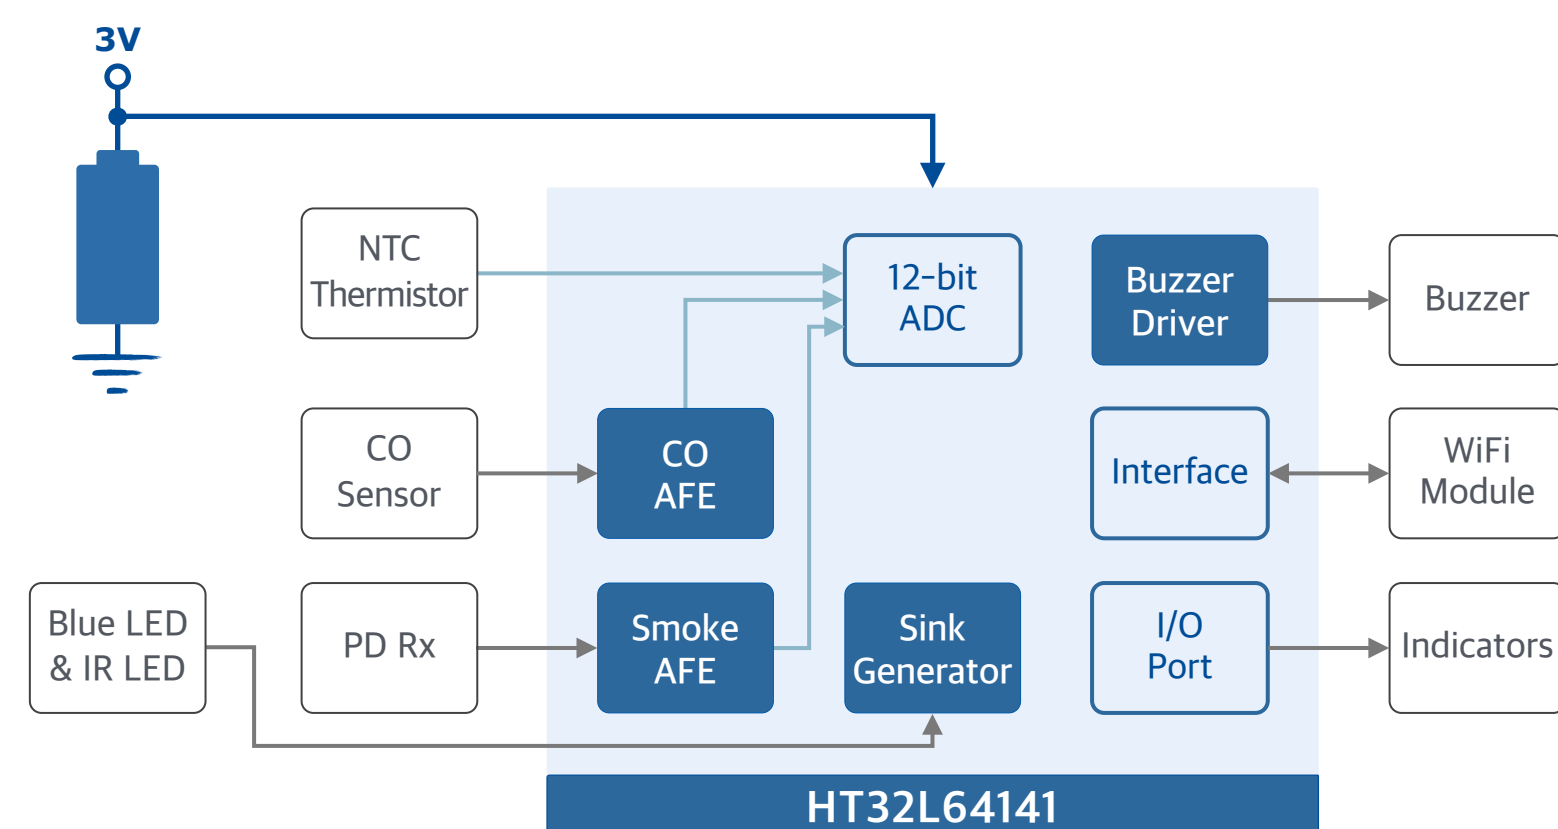 3V
NTC
Thermistor
12-bit
ADC
Buzzer
Driver
Buzzer
CO
Sensor
CO
AFE
Interface
WiFi
Module
Blue LED
& IR LED
PD Rx
Smoke
AFE
Sink
Generator
I/O
Port
Indicators
HT32L64141